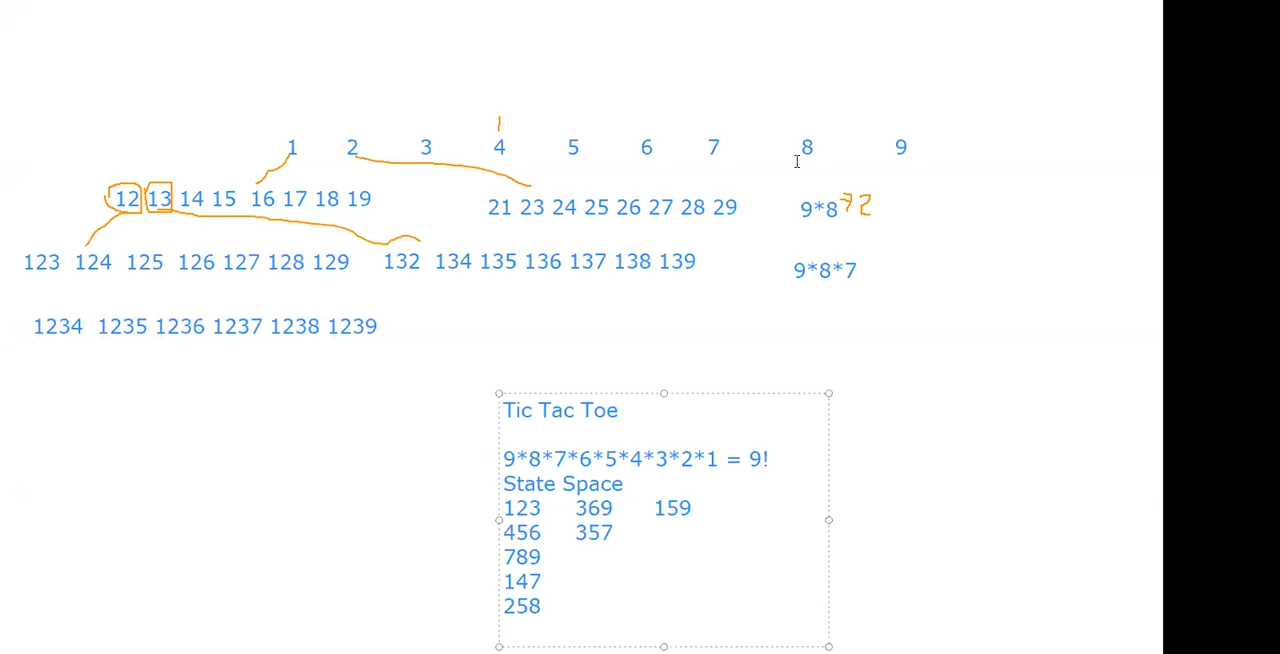 1
1 2 3 4 5 6 7 8 9
12 13 14 15 16 17 18 19
21 23 24 25 26 27 28 29
9*8 72
123 124 125 126 127 128 129
132 134 135 136 137 138 139
9*8*7
1234 1235 1236 1237 1238 1239
Tic Tac Toe
9*8*7*6*5*4*3*2*1 = 9!
State Space
123 369 159
456 357
789
147
258